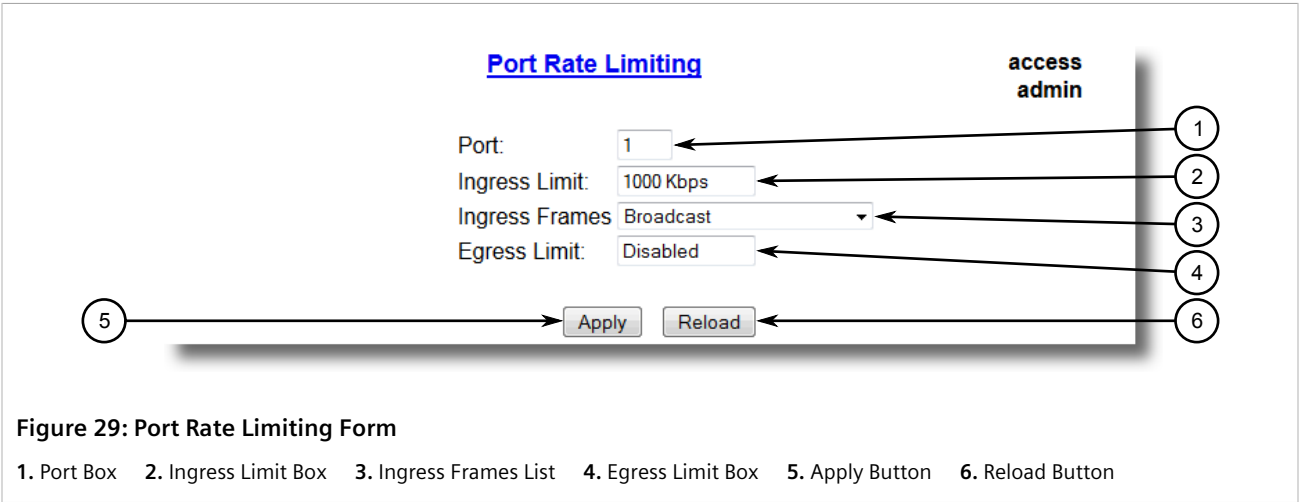 Port Rate Limiting
access
admin
Port: 1
Ingress Limit: 1000 Kbps
Ingress Frames Broadcast
Egress Limit: Disabled
Apply Reload
1
2
3
4
5
6
Figure 29: Port Rate Limiting Form
1. Port Box 2. Ingress Limit Box 3. Ingress Frames List 4. Egress Limit Box 5. Apply Button 6. Reload Button